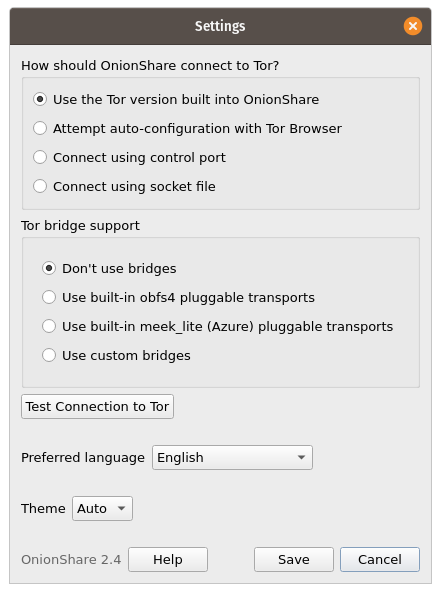 Settings
How should OnionShare connect to Tor?
Use the Tor version built into OnionShare
Attempt auto-configuration with Tor Browser
Connect using control port
Connect using socket file
Tor bridge support
Don't use bridges
Use built-in obfs4 pluggable transports
Use built-in meek_lite (Azure) pluggable transports
Use custom bridges
Test Connection to Tor
Preferred language English
Theme Auto
OnionShare 2.4 Help Save Cancel